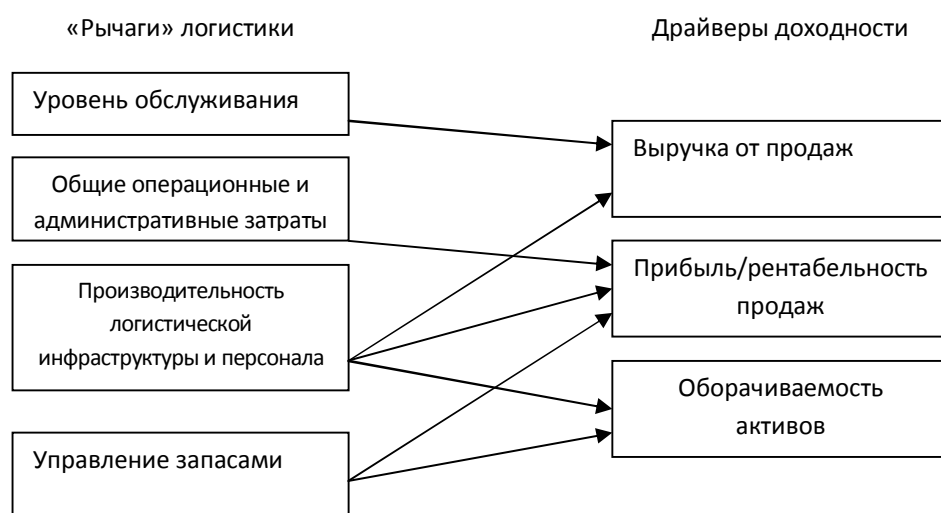 «Рычаги» логистики
Драйверы доходности
Уровень обслуживания
Общие операционные и
административные затраты
Производительность
логистической
инфраструктуры и персонала
Управление запасами
Выручка от продаж
Прибыль/рентабельность
продаж
Оборачиваемость
активов